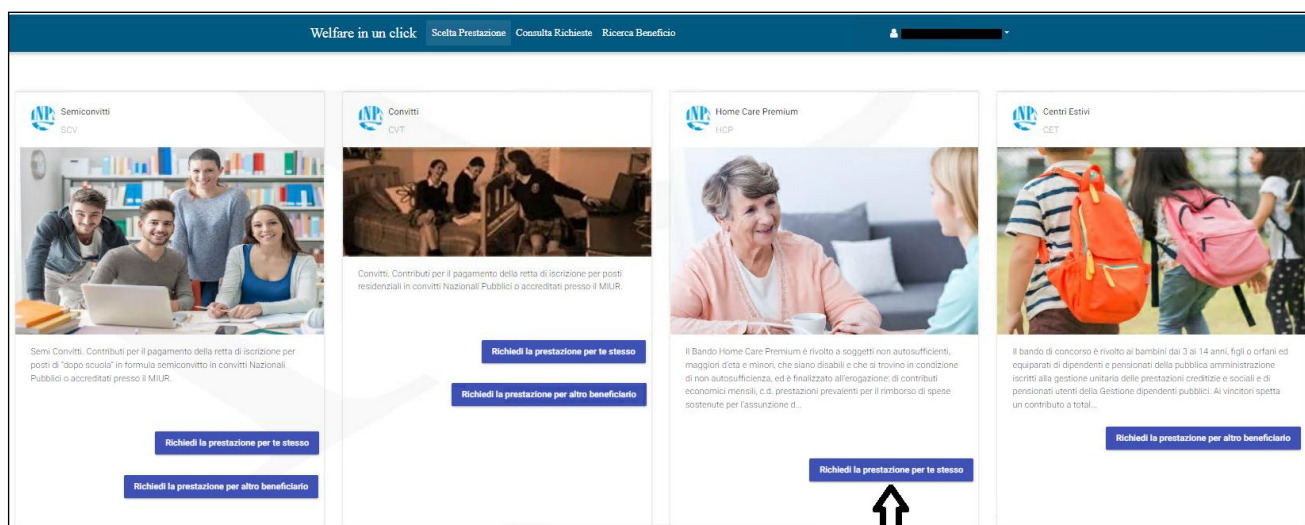 Welfare in un click Scelta Prestazione Consulta Richieste Ricerca Beneficio
INPS
Semiconvitti
SCV
Semi Convitti. Contributi per il pagamento della retta di iscrizione per
posti di "dopo scuola" in formula semiconvitto in convitti Nazionali
Pubblici o accreditati presso il MIUR.
Richiedi la prestazione per te stesso
Richiedi la prestazione per altro beneficiario
INPS
Convitti
CVT
Convitti. Contributi per il pagamento della retta di iscrizione per posti
residenziali in convitti Nazionali Pubblici o accreditati presso il MIUR.
Richiedi la prestazione per te stesso
Richiedi la prestazione per altro beneficiario
INPS
Home Care Premium
HCP
Il Bando Home Care Premium è rivolto a soggetti non autosufficienti,
maggiori d'età e minori, che siano disabili e che si trovino in condizione
di non autosufficienza, ed è finalizzato all'erogazione: di contributi
economici mensili, c.d. prestazioni prevalenti per il rimborso di spese
sostenute per l'assunzione d...
Richiedi la prestazione per te stesso
INPS
Centri Estivi
CET
Il bando di concorso è rivolto ai bambini dai 3 ai 14 anni, figli o orfani ed
equiparati di dipendenti e pensionati della pubblica amministrazione
iscritti alla gestione unitaria delle prestazioni creditizie e sociali e di
pensionati utenti della Gestione dipendenti pubblici. Ai vincitori spetta
un contributo a total...
Richiedi la prestazione per altro beneficiario